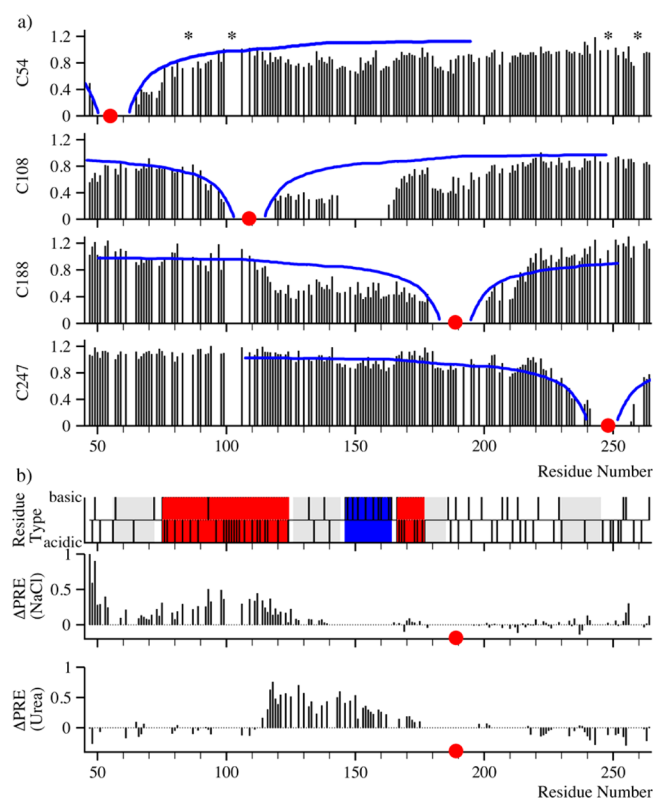 a)
* * * *
C54
1.2
0.8
0.4
0
C108
1.2
0.8
0.4
0
C188
1.2
0.8
0.4
0
C247
1.2
0.8
0.4
0
50 100 150 200 250
Residue Number
b)
Residue
Type
basic
acidic
ΔPRE
(NaCl)
1
0.5
0
ΔPRE
(Urea)
1
0.5
0
50 100 150 200 250
Residue Number